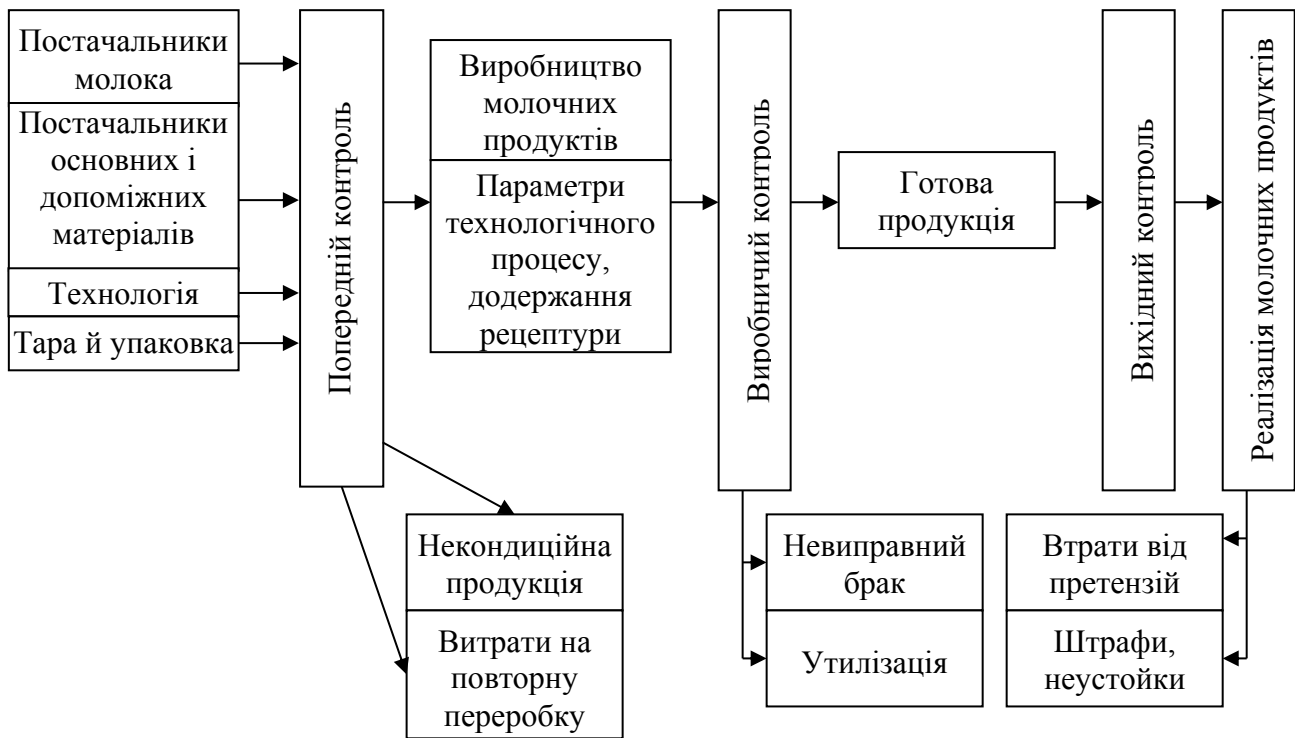 Постачальники
молока
Постачальники
основних і
допоміжних
матеріалів
Технологія
Тара й упаковка
Попередній контроль
Виробництво
молочних
продуктів
Параметри
технологічного
процесу,
додержання
рецептури
Виробничий контроль
Готова
продукція
Вихідний контроль
Реалізація молочних продуктів
Некондиційна
продукція
Витрати на
повторну
переробку
Невиправний
брак
Утилізація
Втрати від
претензій
Штрафи,
неустойки